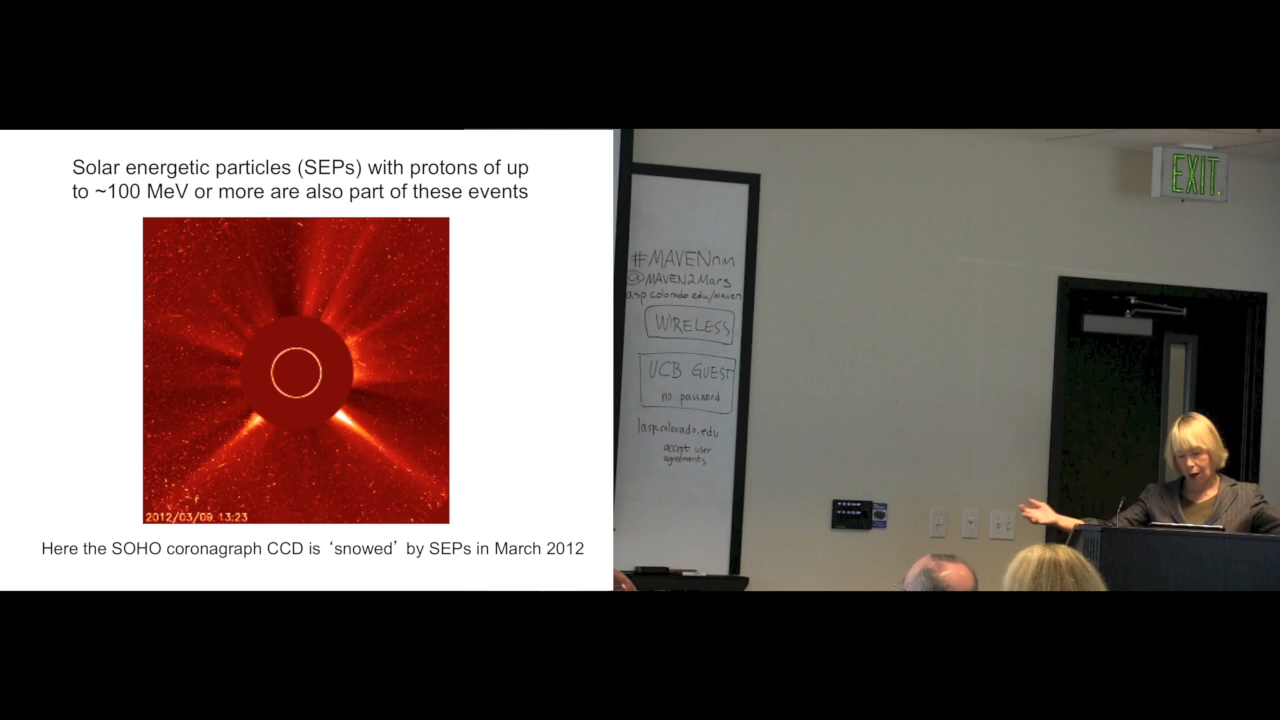 Solar energetic particles (SEPs) with protons of up
to ~100 MeV or more are also part of these events
2012/03/09 13:23
Here the SOHO coronagraph CCD is ‘snowed’ by SEPs in March 2012
#MAVENnm
@MAVEN2Mars
lasp.colorado.edu/maven
WIRELESS
UCB GUEST
no password
lasp.colorado.edu
accept user
agreements
EXIT